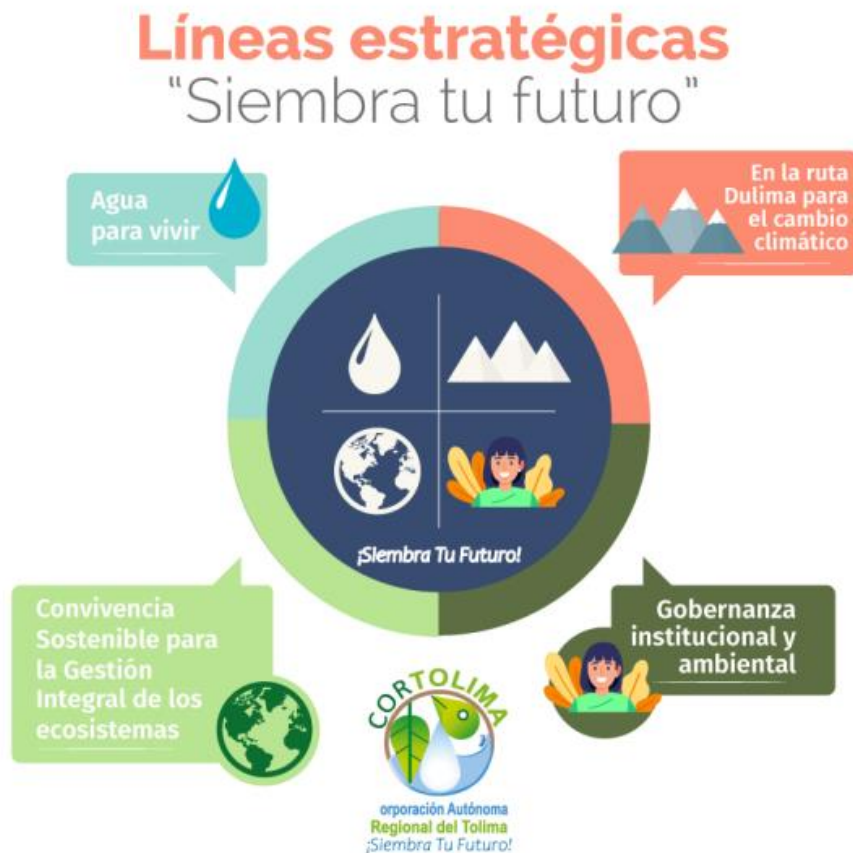 Líneas estratégicas
“Siembra tu futuro”
Agua
para vivir
En la ruta
Dulima para
el cambio
climático
¡Siembra Tu Futuro!
Convivencia
Sostenible para
la Gestión
Integral de los
ecosistemas
Gobernanza
institucional y
ambiental
CORTOLIMA
orporación Autónoma
Regional del Tolima
¡Siembra Tu Futuro!